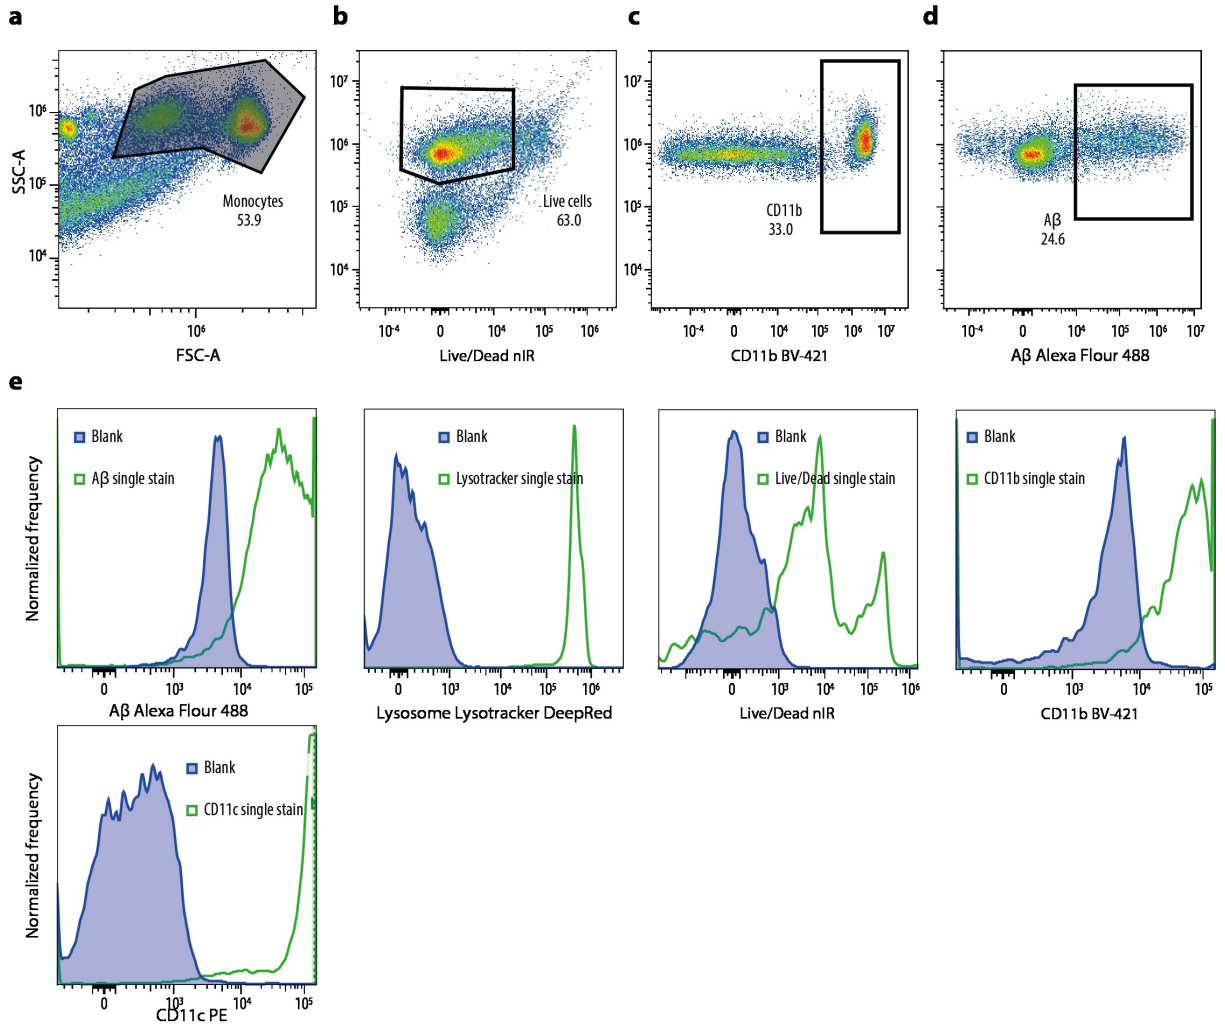 a
b
c
d
SSC-A
10⁶
10⁵
10⁴
Monocytes
53.9
10⁶
FSC-A
10⁷
10⁶
10⁵
10⁴
Live cells
63.0
10⁻⁴
0
10⁴
10⁵
10⁶
Live/Dead nIR
10⁷
10⁶
10⁵
10⁴
CD11b
33.0
10⁻⁴
0
10⁴
10⁵
10⁶
10⁷
CD11b BV-421
10⁷
10⁶
10⁵
10⁴
Aβ
24.6
10⁻⁴
0
10⁴
10⁵
10⁶
10⁷
Aβ Alexa Flour 488
e
Normalized frequency
Blank
Aβ single stain
0
10³
10⁴
10⁵
Aβ Alexa Flour 488
Blank
Lysotracker single stain
0
10³
10⁴
10⁵
10⁶
Lysosome Lysotracker DeepRed
Blank
Live/Dead single stain
0
10³
10⁴
10⁵
10⁶
Live/Dead nIR
Blank
CD11b single stain
0
10³
10⁴
10⁵
CD11b BV-421
Normalized frequency
Blank
CD11c single stain
0
10³
10⁴
10⁵
CD11c PE